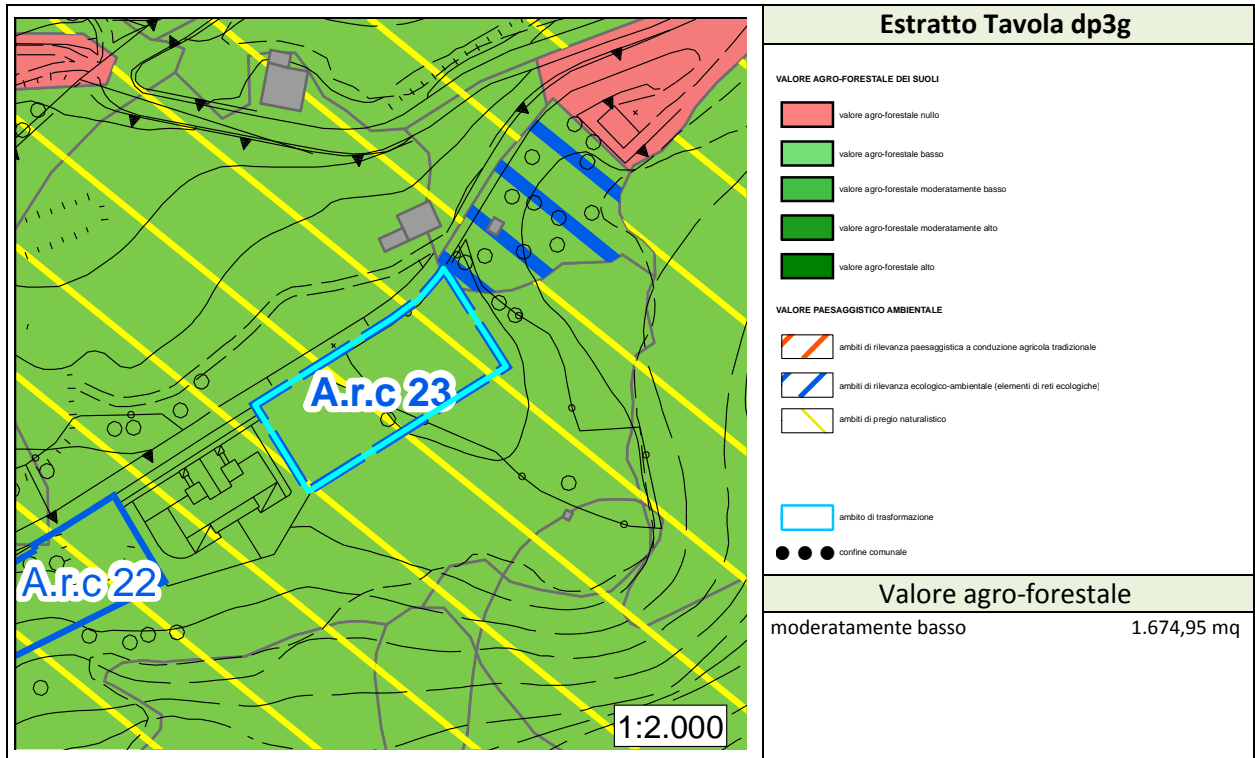 A.r.c 23
A.r.c 22
1:2.000
Estratto Tavola dp3g
VALORE AGRO-FORESTALE DEI SUOLI
valore agro-forestale nullo
valore agro-forestale basso
valore agro-forestale moderatamente basso
valore agro-forestale moderatamente alto
valore agro-forestale alto
VALORE PAESAGGISTICO AMBIENTALE
ambiti di rilevanza paesaggistica a conduzione agricola tradizionale
ambiti di rilevanza ecologico-ambientale (elementi di reti ecologiche)
ambiti di pregio naturalistico
ambito di trasformazione
confine comunale
Valore agro-forestale
moderatamente basso 1.674,95 mq